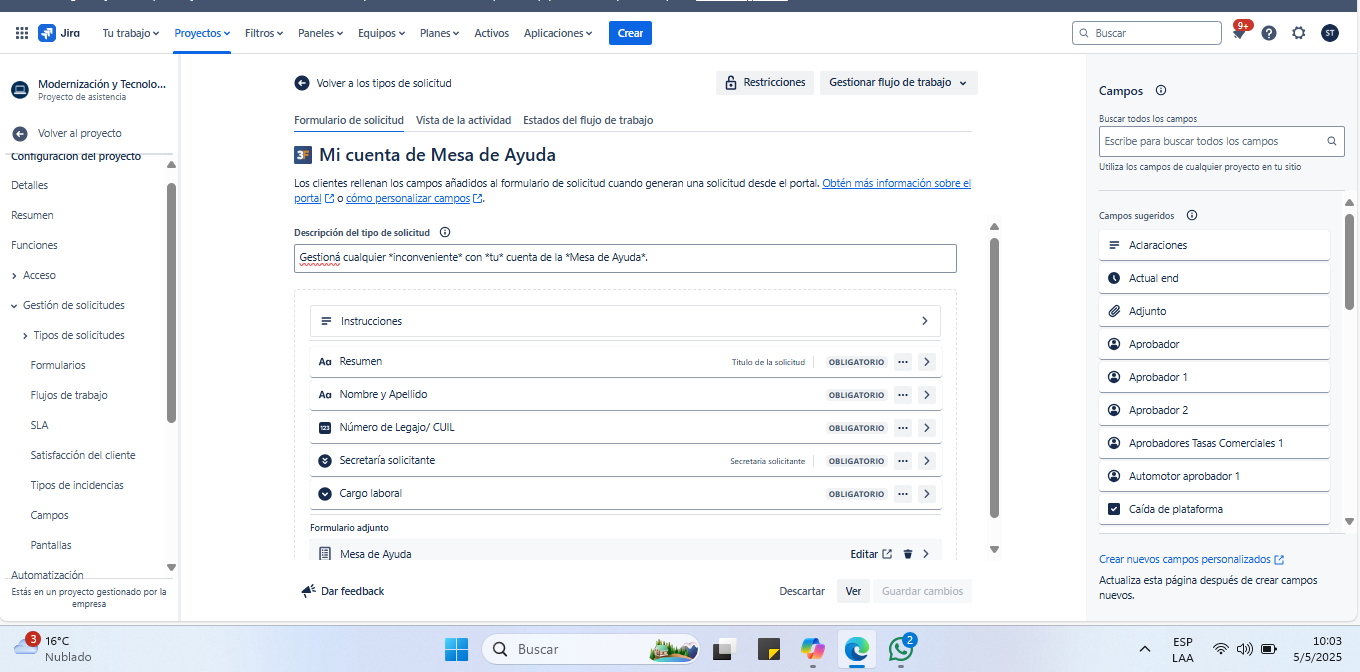 Jira
Tu trabajo
Proyectos
Filtros
Paneles
Equipos
Planes
Activos
Aplicaciones
Crear
Buscar
9+
ST
Modernización y Tecnolo...
Proyecto de asistencia
Volver al proyecto
Configuración del proyecto
Detalles
Resumen
Funciones
Acceso
Gestión de solicitudes
Tipos de solicitudes
Formularios
Flujos de trabajo
SLA
Satisfacción del cliente
Tipos de incidencias
Campos
Pantallas
Automatización
Estás en un proyecto gestionado por la
empresa
Volver a los tipos de solicitud
Restricciones
Gestionar flujo de trabajo
Formulario de solicitud
Vista de la actividad
Estados del flujo de trabajo
3F Mi cuenta de Mesa de Ayuda
Los clientes rellenan los campos añadidos al formulario de solicitud cuando generan una solicitud desde el portal. Obtén más información sobre el
portal o cómo personalizar campos.
Descripción del tipo de solicitud
Gestioná cualquier *inconveniente* con *tu* cuenta de la *Mesa de Ayuda*.
Instrucciones
Aa Resumen Titulo de la solicitud OBLIGATORIO
Aa Nombre y Apellido OBLIGATORIO
123 Número de Legajo/ CUIL OBLIGATORIO
Secretaría solicitante Secretaria solicitante OBLIGATORIO
Cargo laboral OBLIGATORIO
Formulario adjunto
Mesa de Ayuda Editar
Dar feedback
Descartar
Ver
Guardar cambios
Campos
Buscar todos los campos
Escribe para buscar todos los campos
Utiliza los campos de cualquier proyecto en tu sitio
Campos sugeridos
Aclaraciones
Actual end
Adjunto
Aprobador
Aprobador 1
Aprobador 2
Aprobadores Tasas Comerciales 1
Automotor aprobador 1
Caída de plataforma
Crear nuevos campos personalizados
Actualiza esta página después de crear campos
nuevos.
3
16°C
Nublado
Buscar
2
ESP
LAA
10:03
5/5/2025